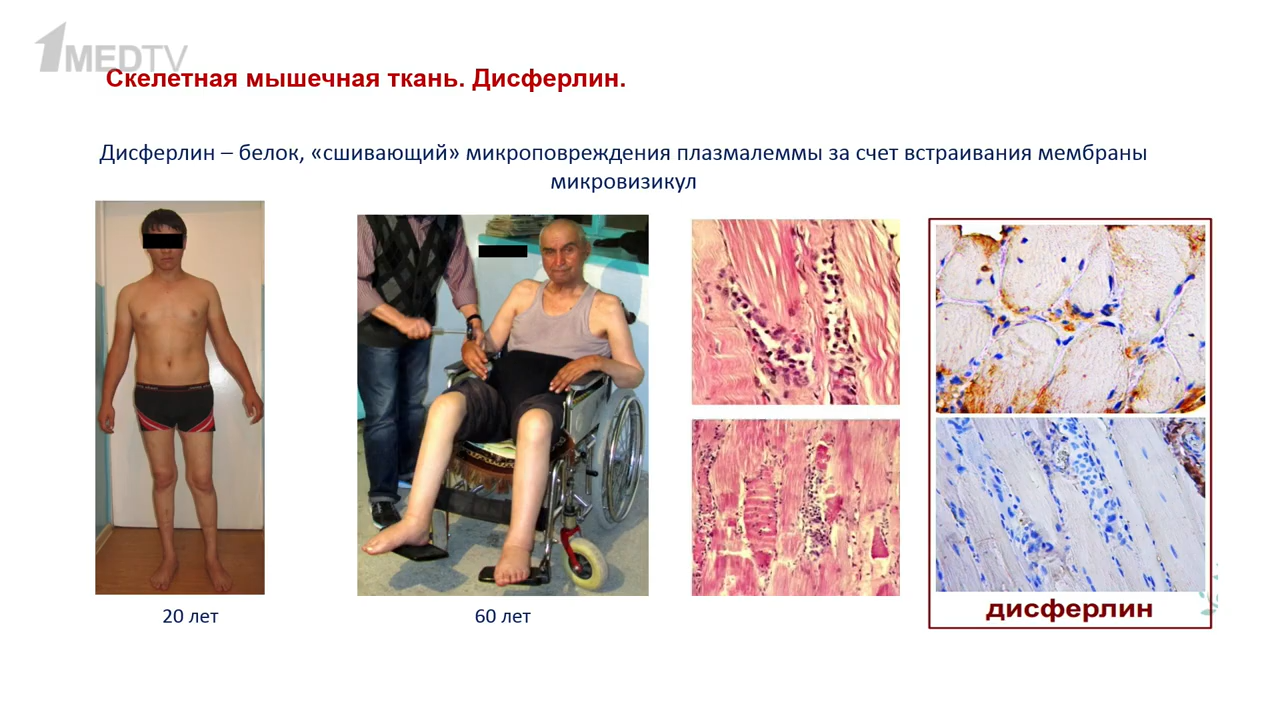 1MEDTV
Скелетная мышечная ткань. Дисферлин.
Дисферлин – белок, «сшивающий» микроповреждения плазмалеммы за счет встраивания мембраны
микровизикул
20 лет
60 лет
дисферлин